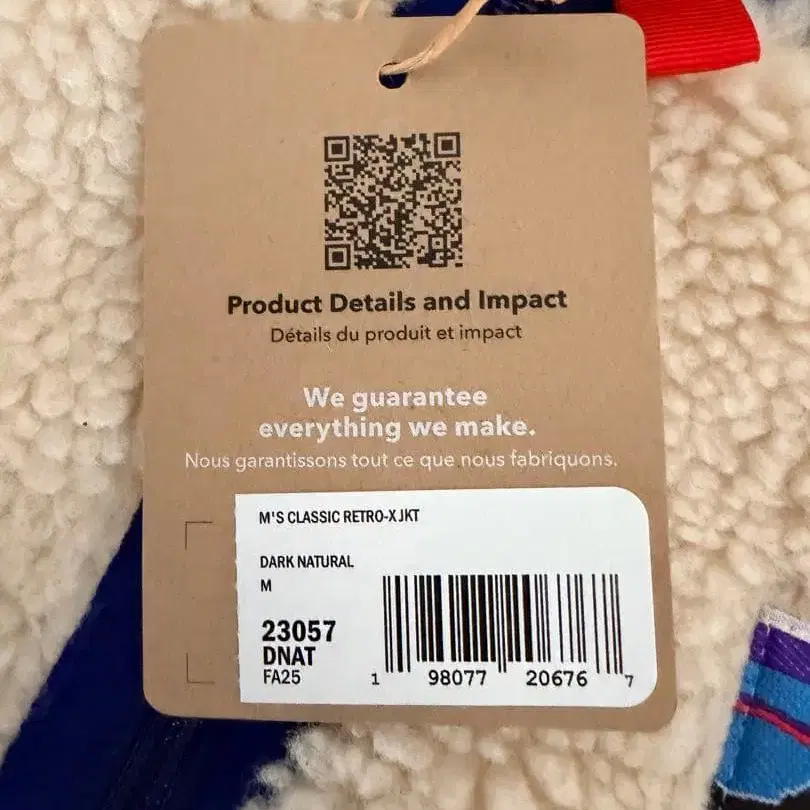 Product Details and Impact
Détails du produit et impact
We guarantee
everything we make.
Nous garantissons tout ce que nous fabriquons.
M'S CLASSIC RETRO-X JKT
DARK NATURAL
M
23057
DNAT
FA25
1 98077 20676 7